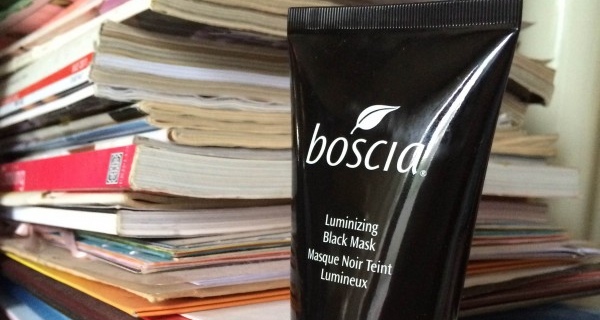 boscia®
Luminizing
Black Mask
Masque Noir Teint
Lumineux